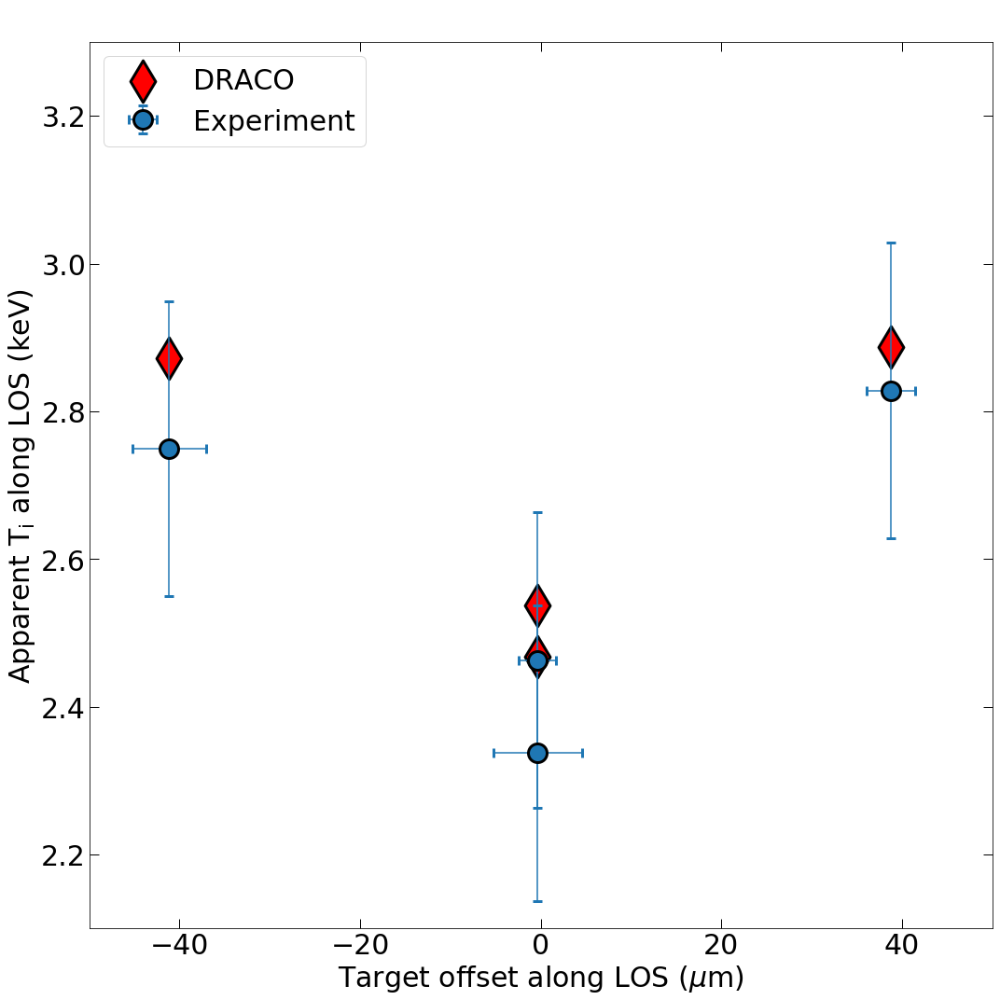 DRACO
Experiment
3.2
3.0
2.8
2.6
2.4
2.2
Apparent Tᵢ along LOS (keV)
−40
−20
0
20
40
Target offset along LOS (μm)